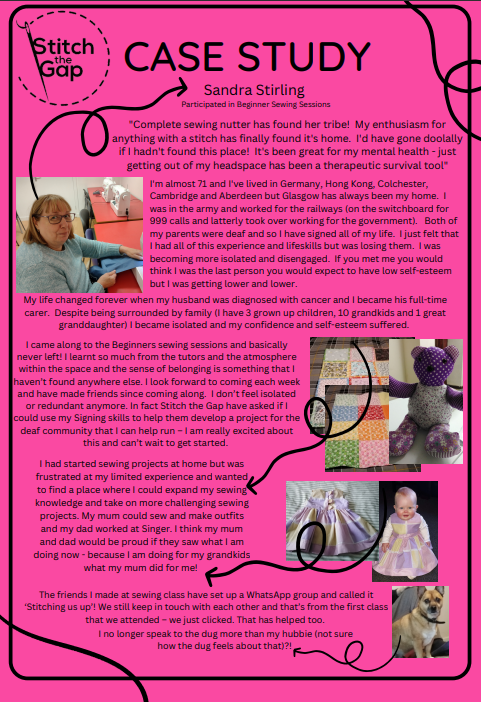 Stitch
the
Gap
CASE STUDY
Sandra Stirling
Participated in Beginner Sewing Sessions
"Complete sewing nutter has found her tribe! My enthusiasm for
anything with a stitch has finally found it's home. I'd have gone doolally
if I hadn't found this place! It's been great for my mental health - just
getting out of my headspace has been a therapeutic survival tool"
I'm almost 71 and I've lived in Germany, Hong Kong, Colchester,
Cambridge and Aberdeen but Glasgow has always been my home. I
was in the army and worked for the railways (on the switchboard for
999 calls and latterly took over working for the government). Both of
my parents were deaf and so I have signed all of my life. I just felt that
I had all of this experience and lifeskills but was losing them. I was
becoming more isolated and disengaged. If you met me you would
think I was the last person you would expect to have low self-esteem
but I was getting lower and lower.
My life changed forever when my husband was diagnosed with cancer and I became his full-time
carer. Despite being surrounded by family (I have 3 grown up children, 10 grandkids and 1 great
granddaughter) I became isolated and my confidence and self-esteem suffered.
I came along to the Beginners sewing sessions and basically
never left! I learnt so much from the tutors and the atmosphere
within the space and the sense of belonging is something that I
haven't found anywhere else. I look forward to coming each week
and have made friends since coming along. I don't feel isolated
or redundant anymore. In fact Stitch the Gap have asked if I
could use my Signing skills to help them develop a project for the
deaf community that I can help run – I am really excited about
this and can't wait to get started.
I had started sewing projects at home but was
frustrated at my limited experience and wanted
to find a place where I could expand my sewing
knowledge and take on more challenging sewing
projects. My mum could sew and make outfits
and my dad worked at Singer. I think my mum
and dad would be proud if they saw what I am
doing now - because I am doing for my grandkids
what my mum did for me!
The friends I made at sewing class have set up a WhatsApp group and called it
'Stitching us up'! We still keep in touch with each other and that's from the first class
that we attended – we just clicked. That has helped too.
I no longer speak to the dug more than my hubbie (not sure
how the dug feels about that)?!